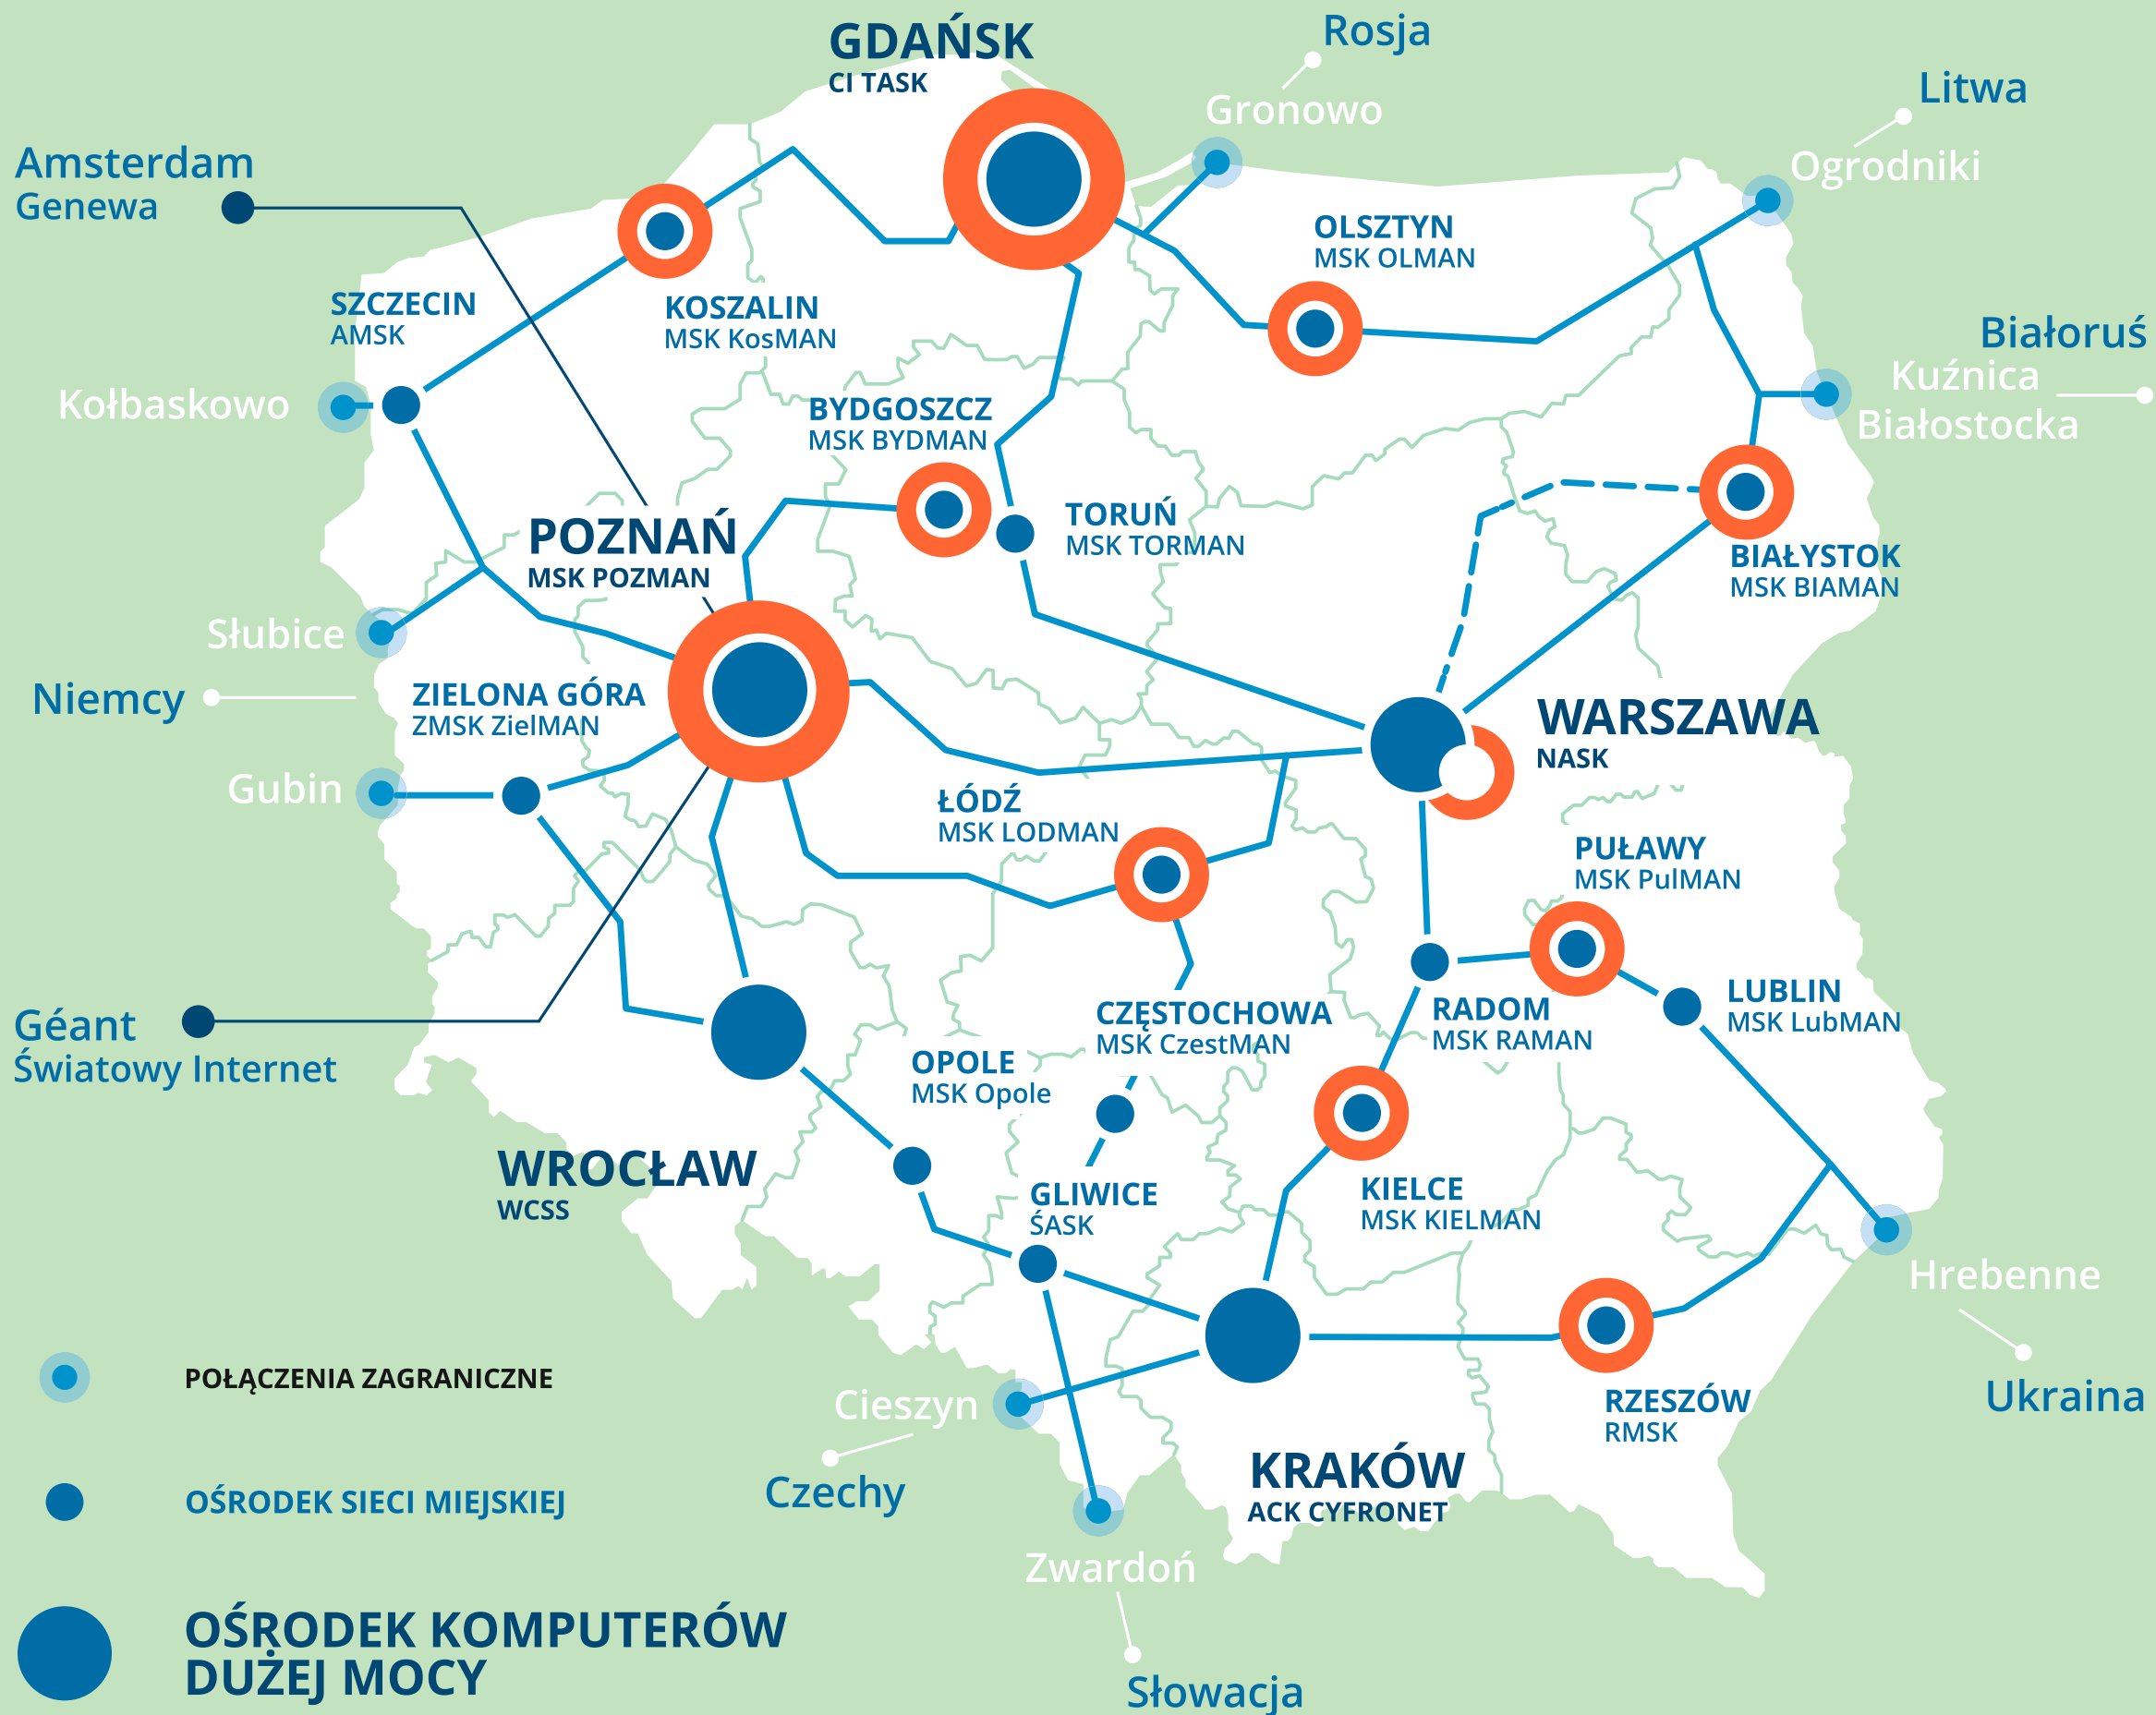 GDAŃSK
CI TASK
Rosja
Gronowo
Litwa
Ogrodniki
Amsterdam
Genewa
OLSZTYN
MSK OLMAN
SZCZECIN
AMSK
KOSZALIN
MSK KosMAN
Białoruś
Kuźnica
Białostocka
Kołbaskowo
BYDGOSZCZ
MSK BYDMAN
POZNAŃ
MSK POZMAN
TORUŃ
MSK TORMAN
BIAŁYSTOK
MSK BIAMAN
Słubice
Niemcy
ZIELONA GÓRA
ZMSK ZielMAN
WARSZAWA
NASK
Gubin
ŁÓDŹ
MSK LODMAN
PUŁAWY
MSK PulMAN
LUBLIN
MSK LubMAN
CZĘSTOCHOWA
MSK CzestMAN
RADOM
MSK RAMAN
Géant
Światowy Internet
OPOLE
MSK Opole
WROCŁAW
WCSS
GLIWICE
ŚASK
KIELCE
MSK KIELMAN
Hrebenne
Ukraina
POŁĄCZENIA ZAGRANICZNE
Cieszyn
Czechy
RZESZÓW
RMSK
KRAKÓW
ACK CYFRONET
OŚRODEK SIECI MIEJSKIEJ
Zwardoń
Słowacja
OŚRODEK KOMPUTERÓW
DUŻEJ MOCY